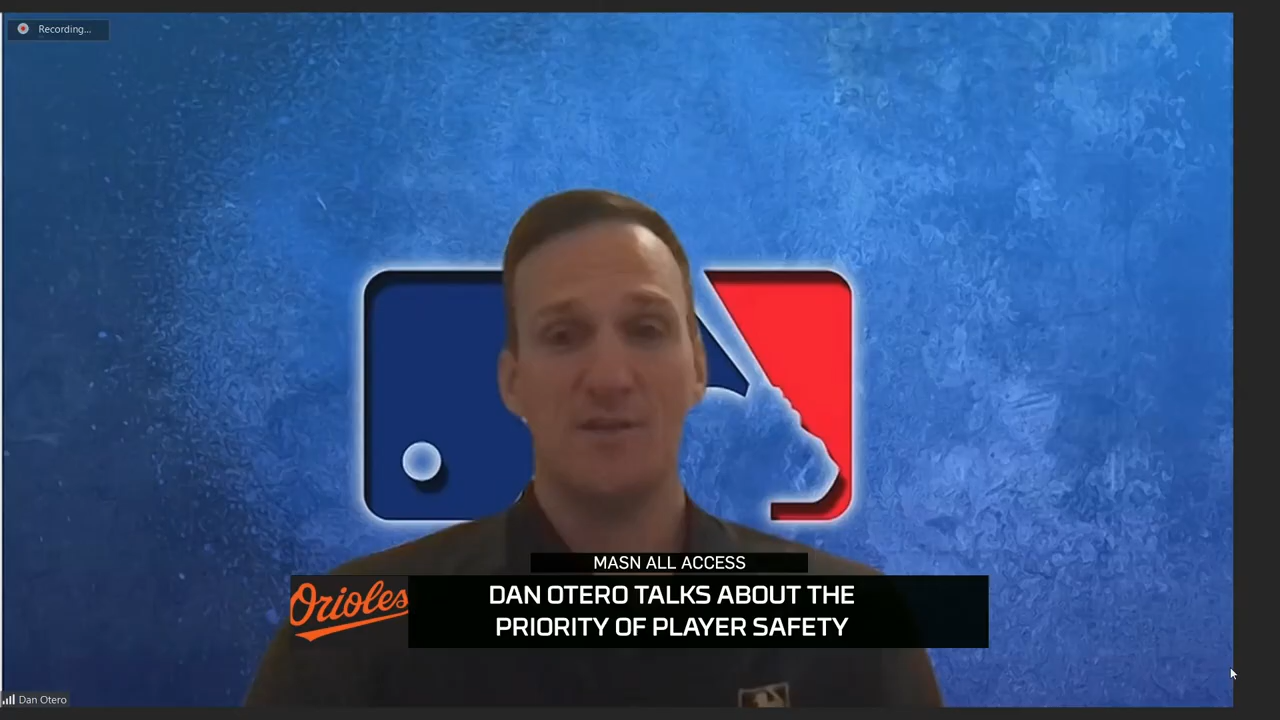 Recording...
MASN ALL ACCESS
Orioles
DAN OTERO TALKS ABOUT THE
PRIORITY OF PLAYER SAFETY
Dan Otero